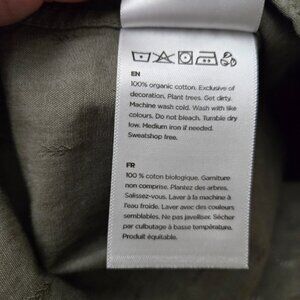 EN
100% organic cotton. Exclusive of
decoration. Plant trees. Get dirty.
Machine wash cold. Wash with like
colours. Do not bleach. Tumble dry
low. Medium iron if needed.
Sweatshop free.
FR
100 % coton biologique. Garniture
non comprise. Plantez des arbres.
Salissez-vous. Laver à la machine à
l'eau froide. Laver avec des couleurs
semblables. Ne pas javeliser. Sécher
par culbutage à basse température.
Produit équitable.